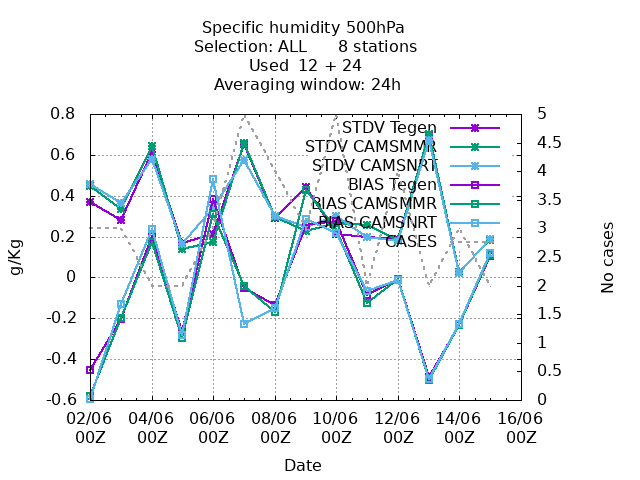 Specific humidity 500hPa
Selection: ALL      8 stations
Used  12 + 24
Averaging window: 24h
0.8
0.6
0.4
0.2
0
-0.2
-0.4
-0.6
g/Kg
STDV Tegen
STDV CAMSMMR
STDV CAMSNRT
BIAS Tegen
BIAS CAMSMMR
BIAS CAMSNRT
CASES
5
4.5
4
3.5
3
2.5
2
1.5
1
0.5
0
No cases
02/06 04/06 06/06 08/06 10/06 12/06 14/06 16/06
00Z 00Z 00Z 00Z 00Z 00Z 00Z 00Z
Date